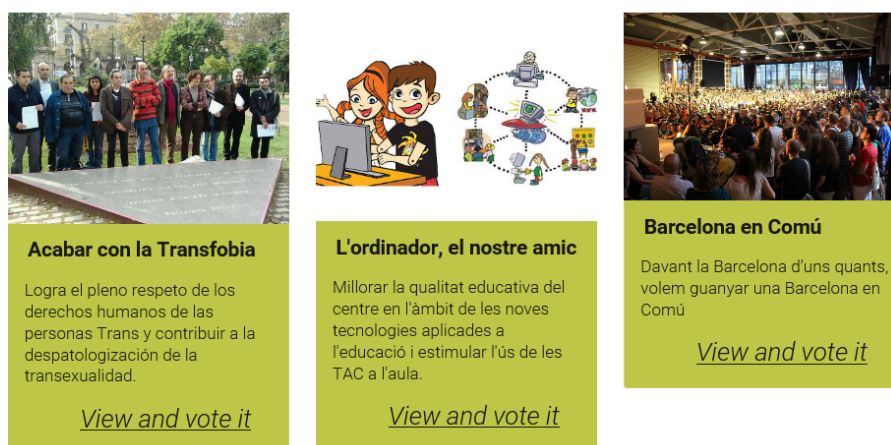 Acabar con la Transfobia
Logra el pleno respeto de los
derechos humanos de las
personas Trans y contribuir a la
despatologización de la
transexualidad.
View and vote it
L'ordinador, el nostre amic
Millorar la qualitat educativa del
centre en l'àmbit de les noves
tecnologies aplicades a
l'educació i estimular l'ús de les
TAC a l'aula.
View and vote it
Barcelona en Comú
Davant la Barcelona d’uns quants,
volem guanyar una Barcelona en
Comú
View and vote it